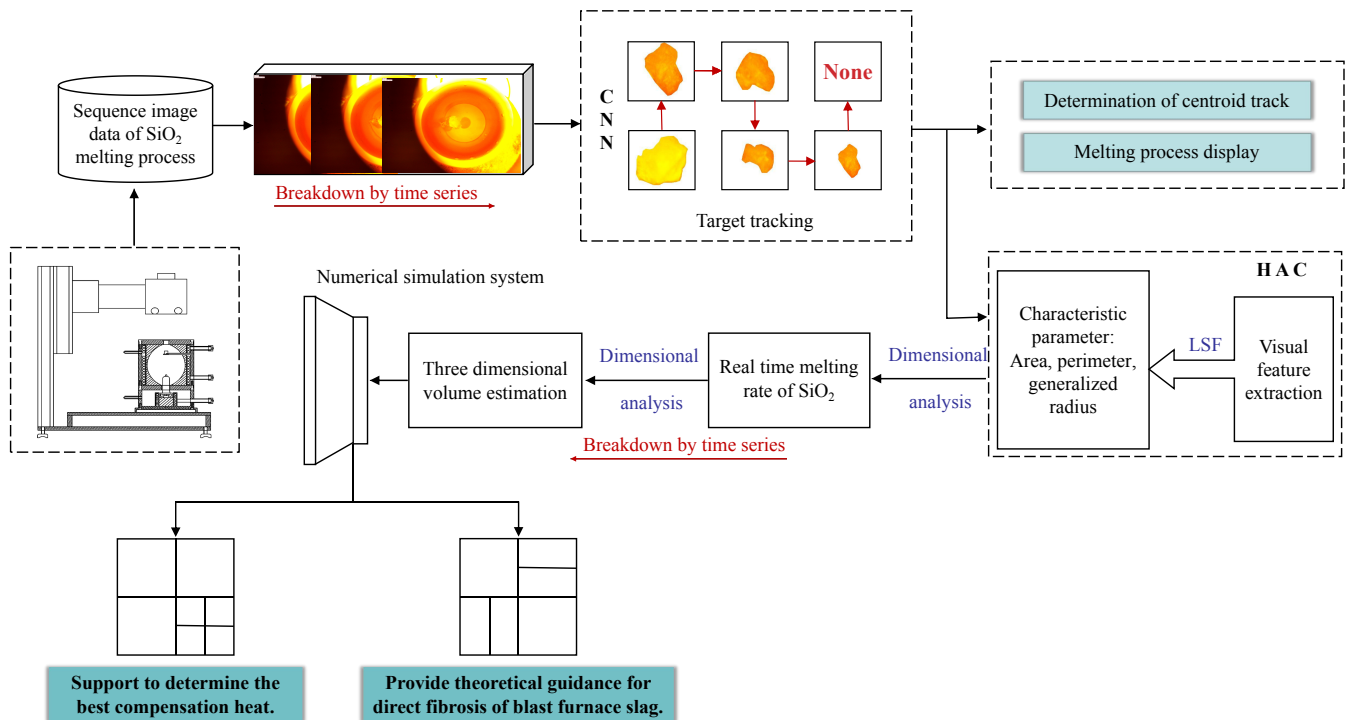 Sequence image
data of SiO₂
melting process
Breakdown by time series
C
N
N
None
Target tracking
Determination of centroid track
Melting process display
Numerical simulation system
Three dimensional
volume estimation
Dimensional
analysis
Real time melting
rate of SiO₂
Breakdown by time series
Dimensional
analysis
Characteristic
parameter:
Area, perimeter,
generalized
radius
LSF
H A C
Visual
feature
extraction
Support to determine the
best compensation heat.
Provide theoretical guidance for
direct fibrosis of blast furnace slag.